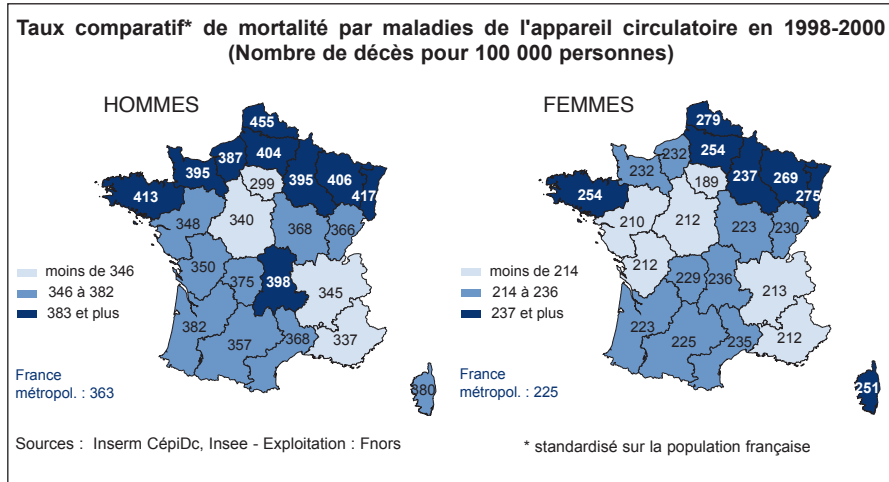 Taux comparatif* de mortalité par maladies de l'appareil circulatoire en 1998-2000
(Nombre de décès pour 100 000 personnes)
HOMMES
455
387
404
395
299
395
406
417
413
348
340
368
366
350
375
398
345
382
357
368
337
380
moins de 346
346 à 382
383 et plus
France
métropol. : 363
FEMMES
279
232
254
232
189
237
269
275
254
210
212
223
230
212
229
236
213
223
225
235
212
251
moins de 214
214 à 236
237 et plus
France
métropol. : 225
Sources : Inserm CépiDc, Insee - Exploitation : Fnors
* standardisé sur la population française